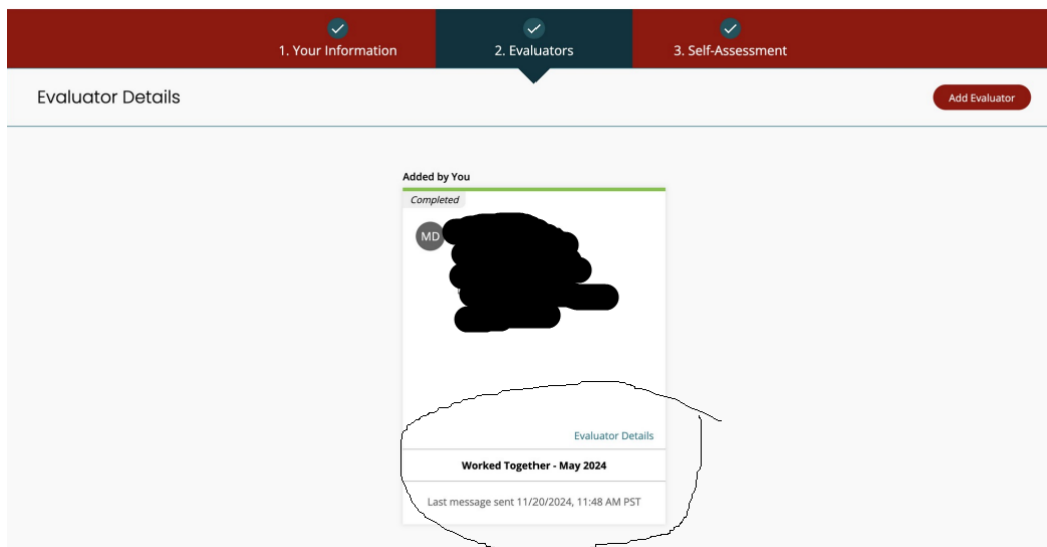 1. Your Information
2. Evaluators
3. Self-Assessment
Evaluator Details
Add Evaluator
Added by You
Completed
MD
Evaluator Details
Worked Together - May 2024
Last message sent 11/20/2024, 11:48 AM PST